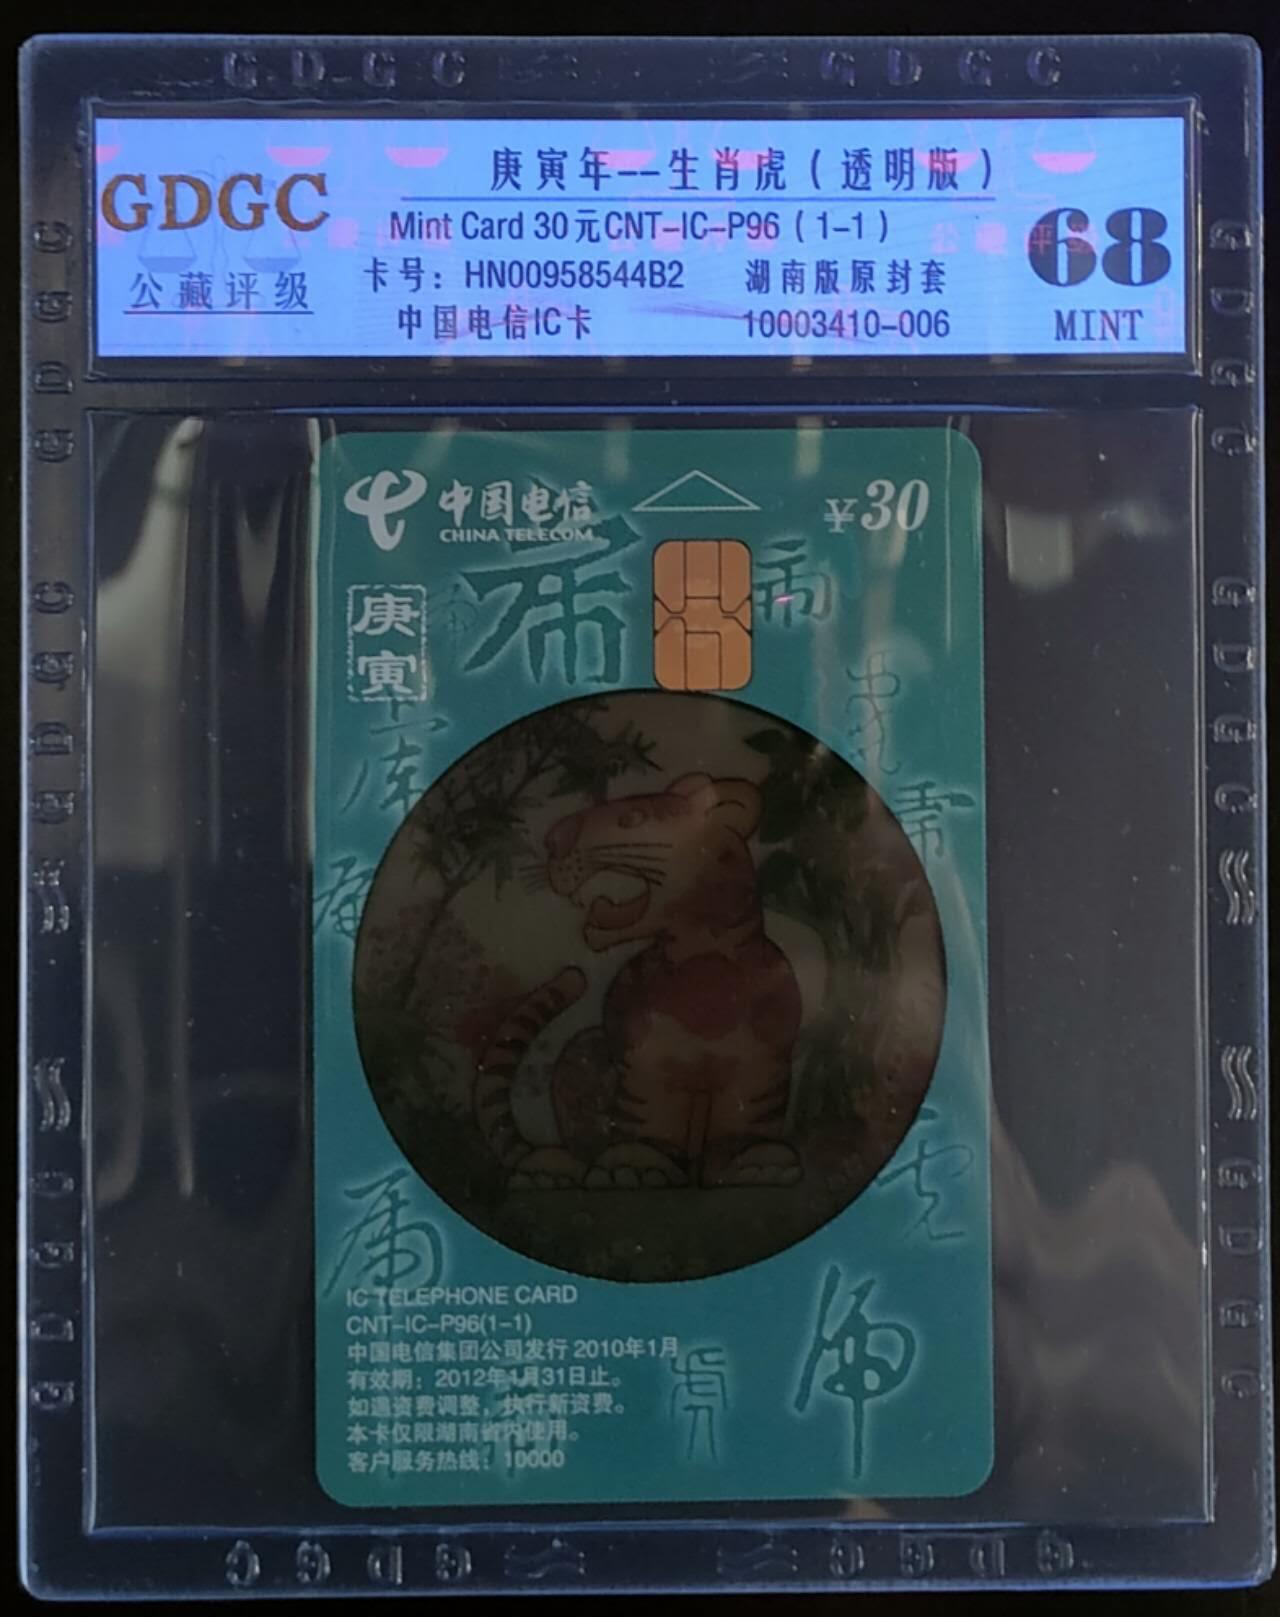 GDGC GDGC
庚寅年--生肖虎（透明版）
GDGC
Mint Card 30元CNT-IC-P96（1-1）
68
公藏评级
卡号：HN00958544B2 湖南版原封套
中国电信IC卡 10003410-006
MINT
中国电信
CHINA TELECOM
¥30
庚
寅
IC TELEPHONE CARD
CNT-IC-P96(1-1)
中国电信集团公司发行 2010年1月
有效期：2012年1月31日止。
如遇资费调整，执行新资费。
本卡仅限湖南省内使用。
客户服务热线：10000